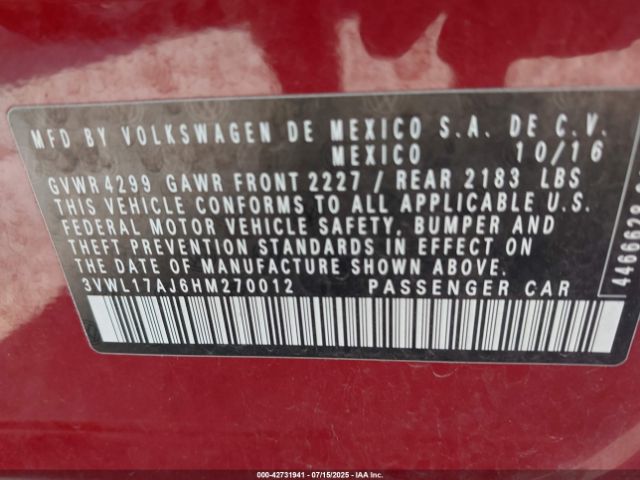 MFD BY VOLKSWAGEN DE MEXICO S.A. DE C.V.
MEXICO 10/16
GVWR 4299 GAWR FRONT 2227 / REAR 2183 LBS
THIS VEHICLE CONFORMS TO ALL APPLICABLE U.S.
FEDERAL MOTOR VEHICLE SAFETY, BUMPER AND
THEFT PREVENTION STANDARDS IN EFFECT ON
THE DATE OF MANUFACTURE SHOWN ABOVE.
3VWL17AJ6HM270012 PASSENGER CAR
000-42731941 - 07/15/2025 - IAAI.COM